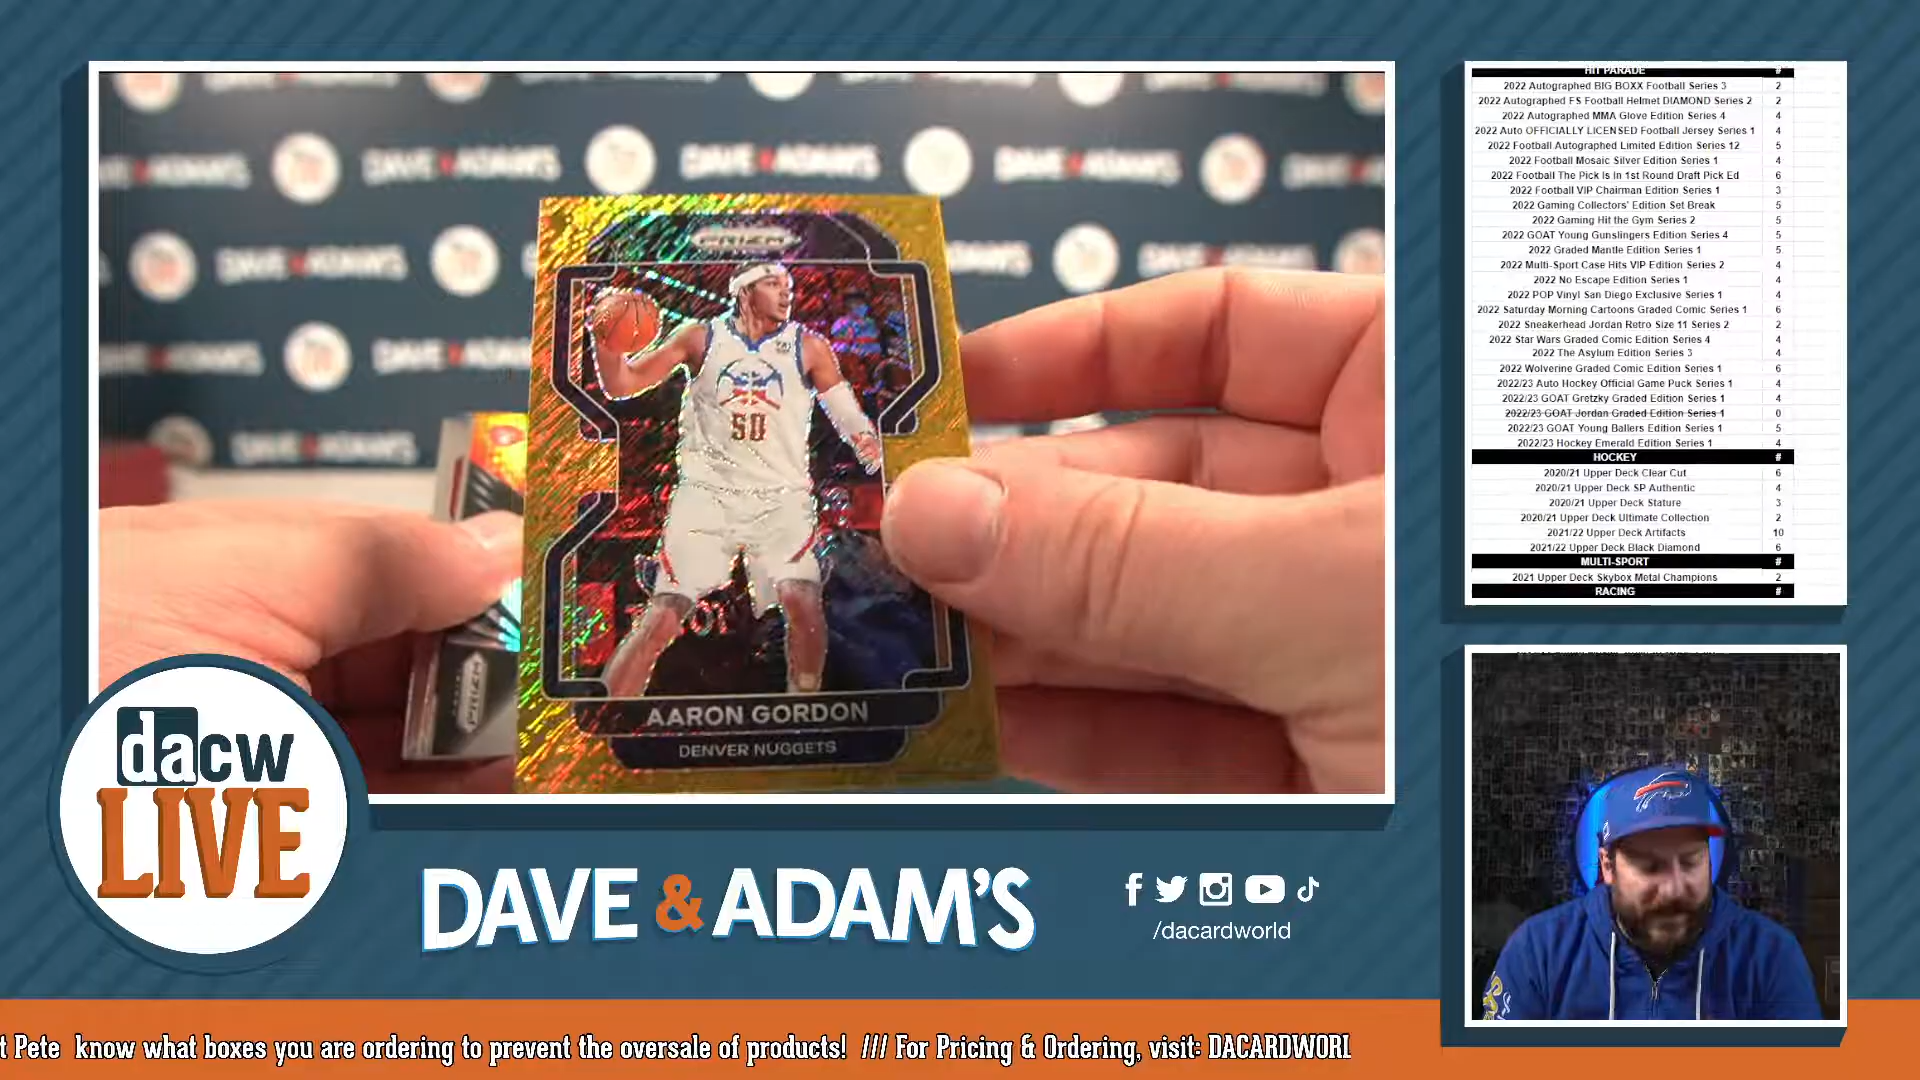 DAVE & ADAM'S
PRIZM
50
AARON GORDON
DENVER NUGGETS
PRIZM
HIT PARADE #
2022 Autographed BIG BOXX Football Series 3 2
2022 Autographed FS Football Helmet DIAMOND Series 2 2
2022 Autographed MMA Glove Edition Series 4 4
2022 Auto OFFICIALLY LICENSED Football Jersey Series 1 4
2022 Football Autographed Limited Edition Series 12 5
2022 Football Mosaic Silver Edition Series 1 4
2022 Football The Pick Is In 1st Round Draft Pick Ed 6
2022 Football VIP Chairman Edition Series 1 3
2022 Gaming Collectors' Edition Set Break 5
2022 Gaming Hit the Gym Series 2 5
2022 GOAT Young Gunslingers Edition Series 4 5
2022 Graded Mantle Edition Series 1 5
2022 Multi-Sport Case Hits VIP Edition Series 2 4
2022 No Escape Edition Series 1 4
2022 POP Vinyl San Diego Exclusive Series 1 4
2022 Saturday Morning Cartoons Graded Comic Series 1 6
2022 Sneakerhead Jordan Retro Size 11 Series 2 2
2022 Star Wars Graded Comic Edition Series 4 4
2022 The Asylum Edition Series 3 4
2022 Wolverine Graded Comic Edition Series 1 6
2022/23 Auto Hockey Official Game Puck Series 1 4
2022/23 GOAT Gretzky Graded Edition Series 1 4
2022/23 GOAT Jordan Graded Edition Series 1 0
2022/23 GOAT Young Ballers Edition Series 1 5
2022/23 Hockey Emerald Edition Series 1 4
HOCKEY #
2020/21 Upper Deck Clear Cut 6
2020/21 Upper Deck SP Authentic 4
2020/21 Upper Deck Stature 3
2020/21 Upper Deck Ultimate Collection 2
2021/22 Upper Deck Artifacts 10
2021/22 Upper Deck Black Diamond 6
MULTI-SPORT #
2021 Upper Deck Skybox Metal Champions 2
RACING #
dacw
LIVE
DAVE & ADAM'S
/dacardworld
t Pete know what boxes you are ordering to prevent the oversale of products! /// For Pricing & Ordering, visit: DACARDWORL